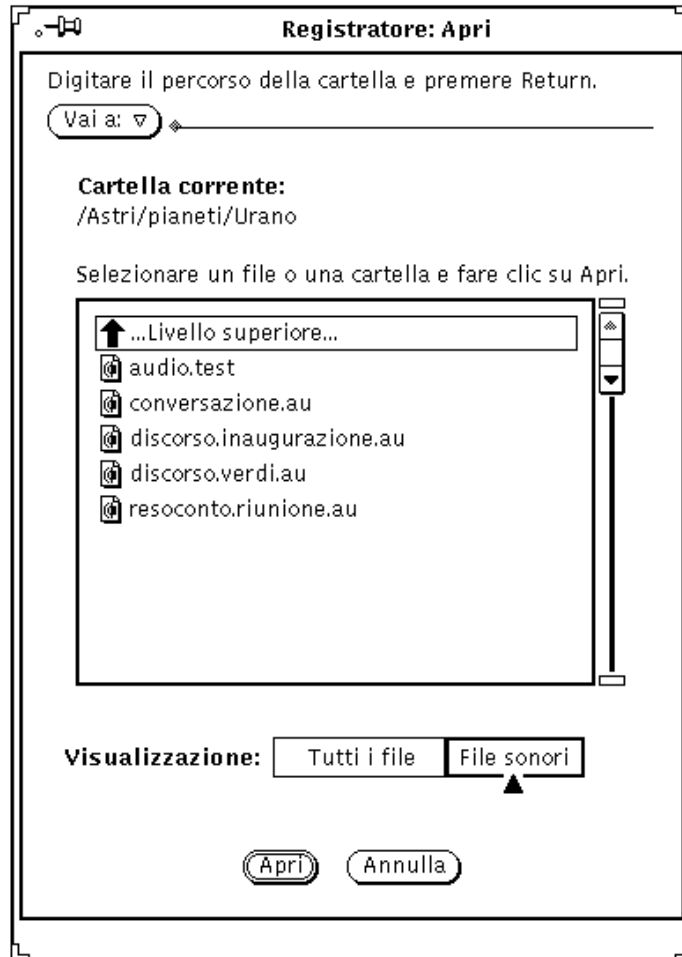 Registratore: Apri
Digitare il percorso della cartella e premere Return.
Vai a:
Cartella corrente:
/Astri/pianeti/Urano
Selezionare un file o una cartella e fare clic su Apri.
...Livello superiore...
audio.test
conversazione.au
discorso.inaugurazione.au
discorso.verdi.au
resoconto.riunione.au
Visualizzazione: Tutti i file File sonori
Apri Annulla